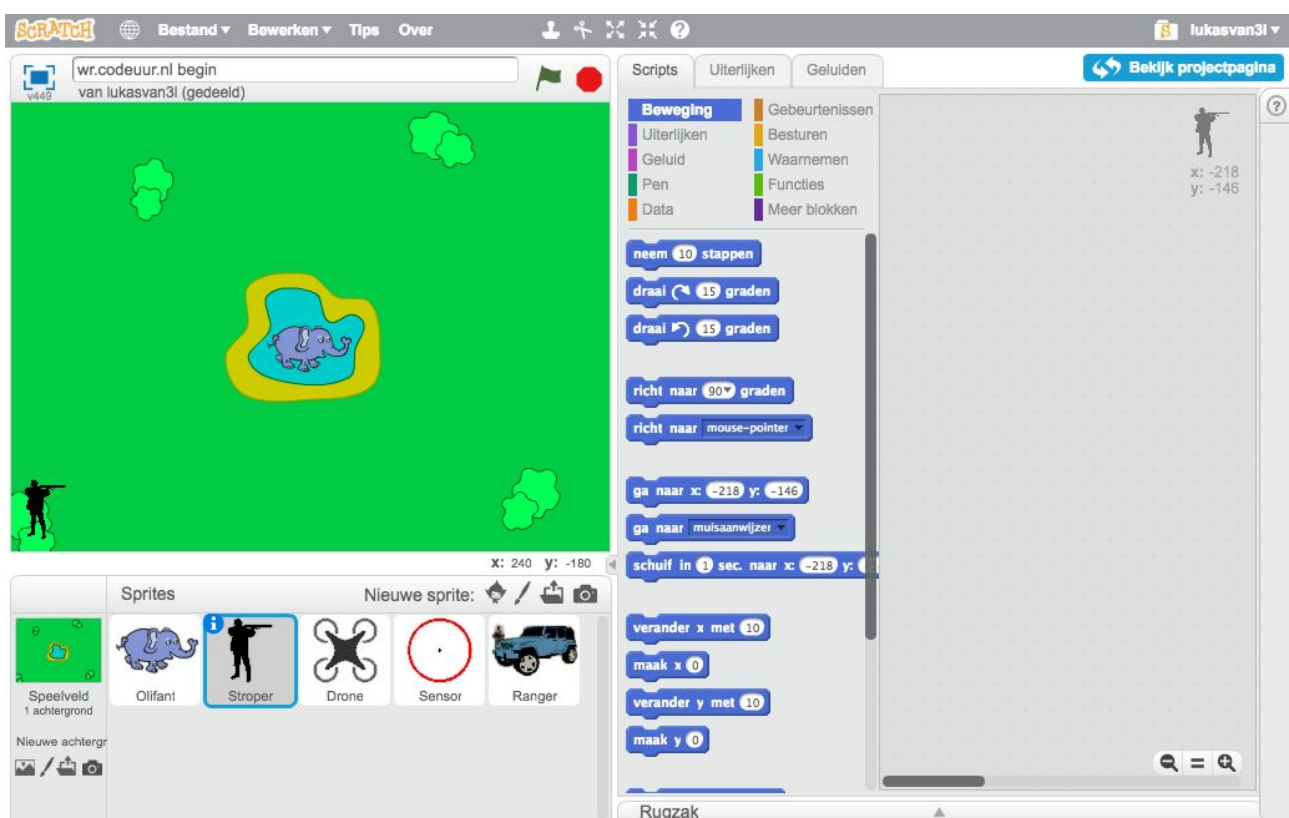 SCRATCH Bestand Bewerken Tips Over lukasvan3l
wr.codeuur.nl begin
van lukasvan3l (gedeeld)
v449
Scripts Uiterlijken Geluiden
Bekijk projectpagina
Beweging Gebeurtenissen
Uiterlijken Besturen
Geluid Waarnemen
Pen Functies
Data Meer blokken
x: -218
y: -146
neem 10 stappen
draai 15 graden
draai 15 graden
richt naar 90 graden
richt naar mouse-pointer
ga naar x: -218 y: -146
ga naar muisaanwijzer
schuif in 1 sec. naar x: -218 y:
verander x met 10
maak x 0
verander y met 10
maak y 0
X: 240 y: -180
Sprites Nieuwe sprite:
Speelveld
1 achtergrond
Nieuwe achtergr
Olifant Stroper Drone Sensor Ranger
Rugzak